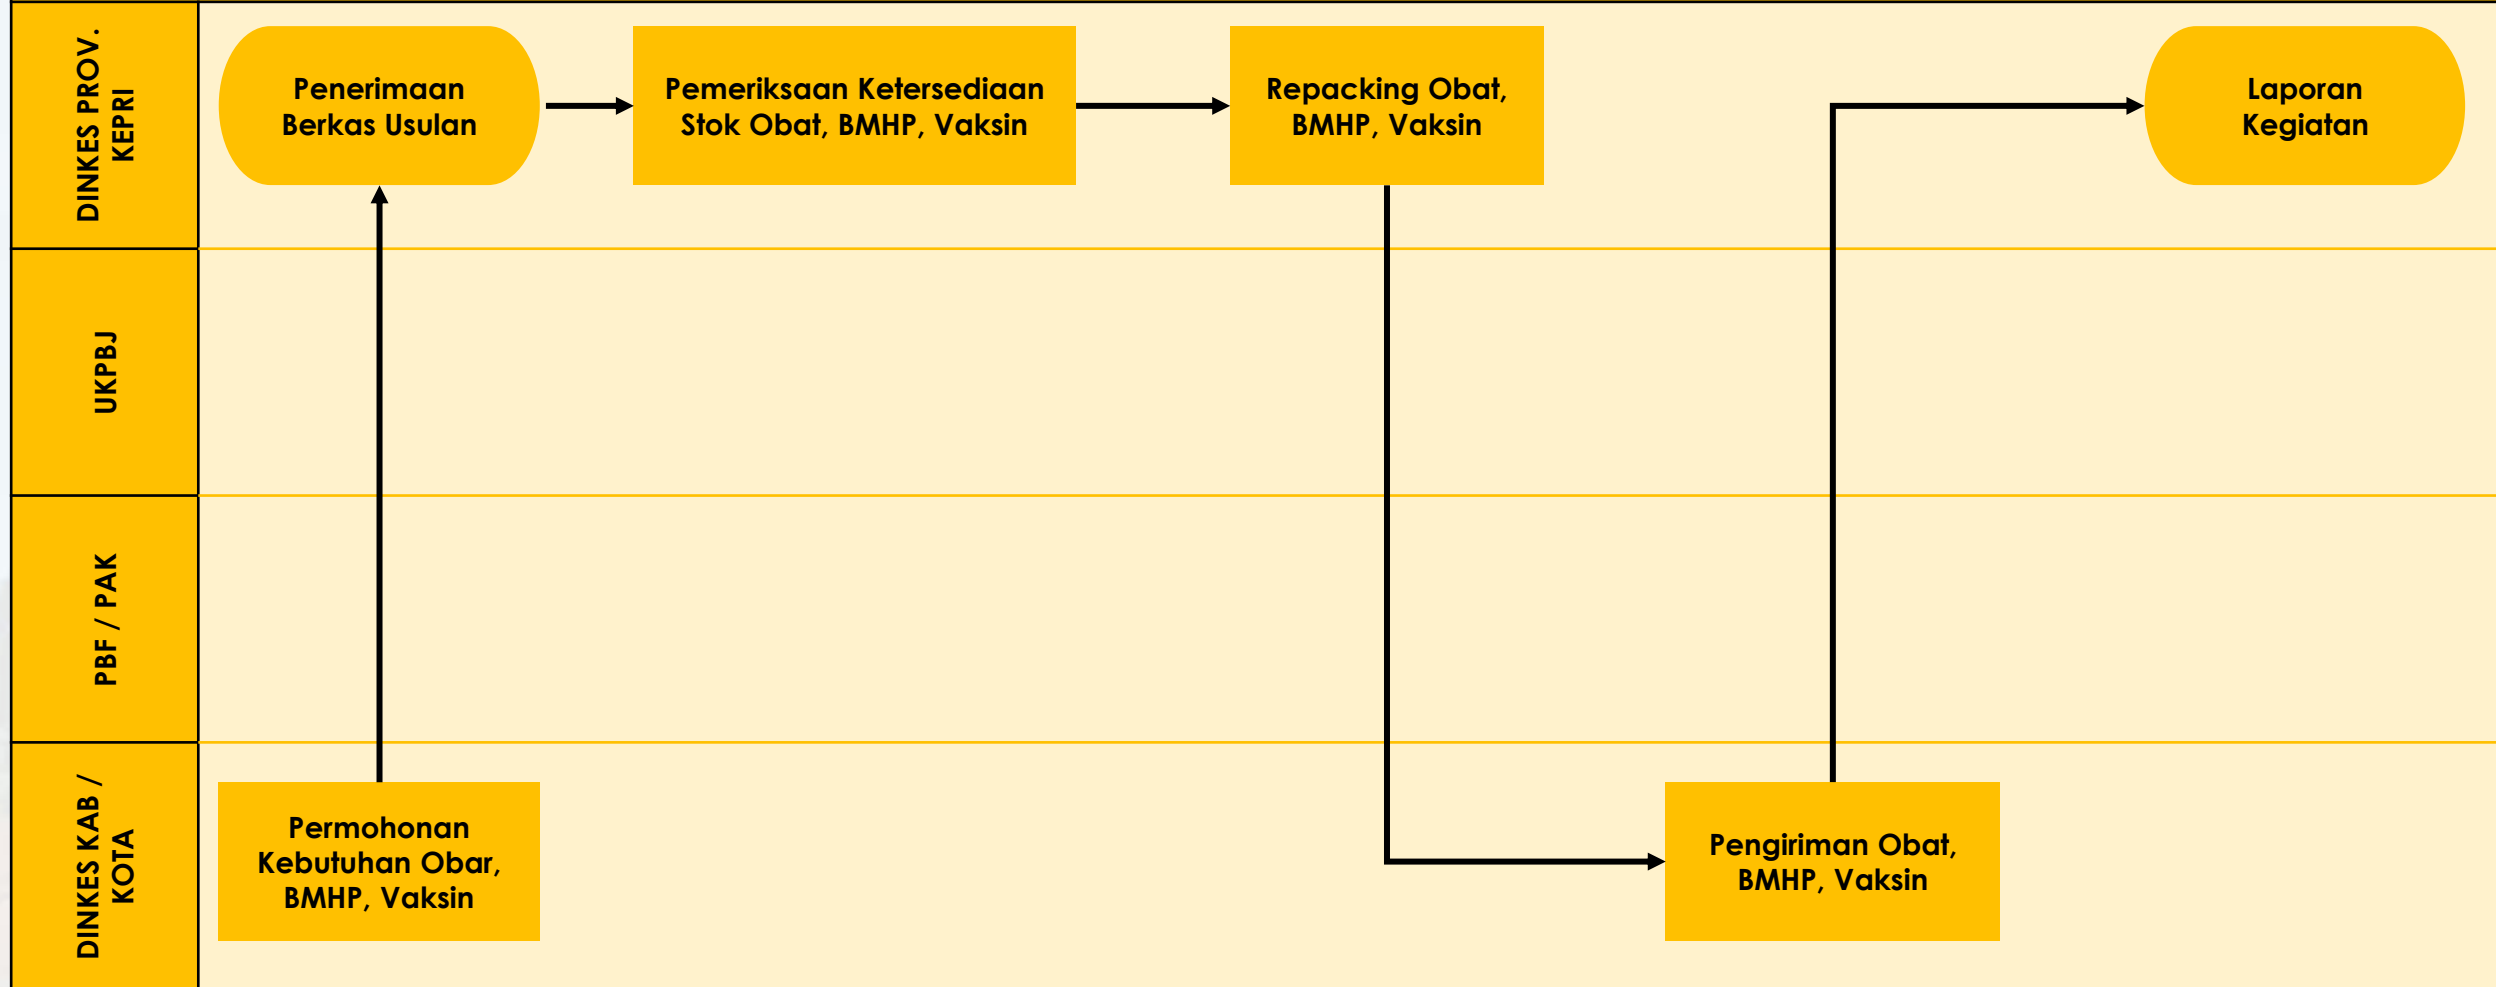 DINKES PROV.
KEPRI
Penerimaan
Berkas Usulan
Pemeriksaan Ketersediaan
Stok Obat, BMHP, Vaksin
Repacking Obat,
BMHP, Vaksin
Laporan
Kegiatan
UKPBJ
PBF / PAK
DINKES KAB /
KOTA
Permohonan
Kebutuhan Obar,
BMHP, Vaksin
Pengiriman Obat,
BMHP, Vaksin